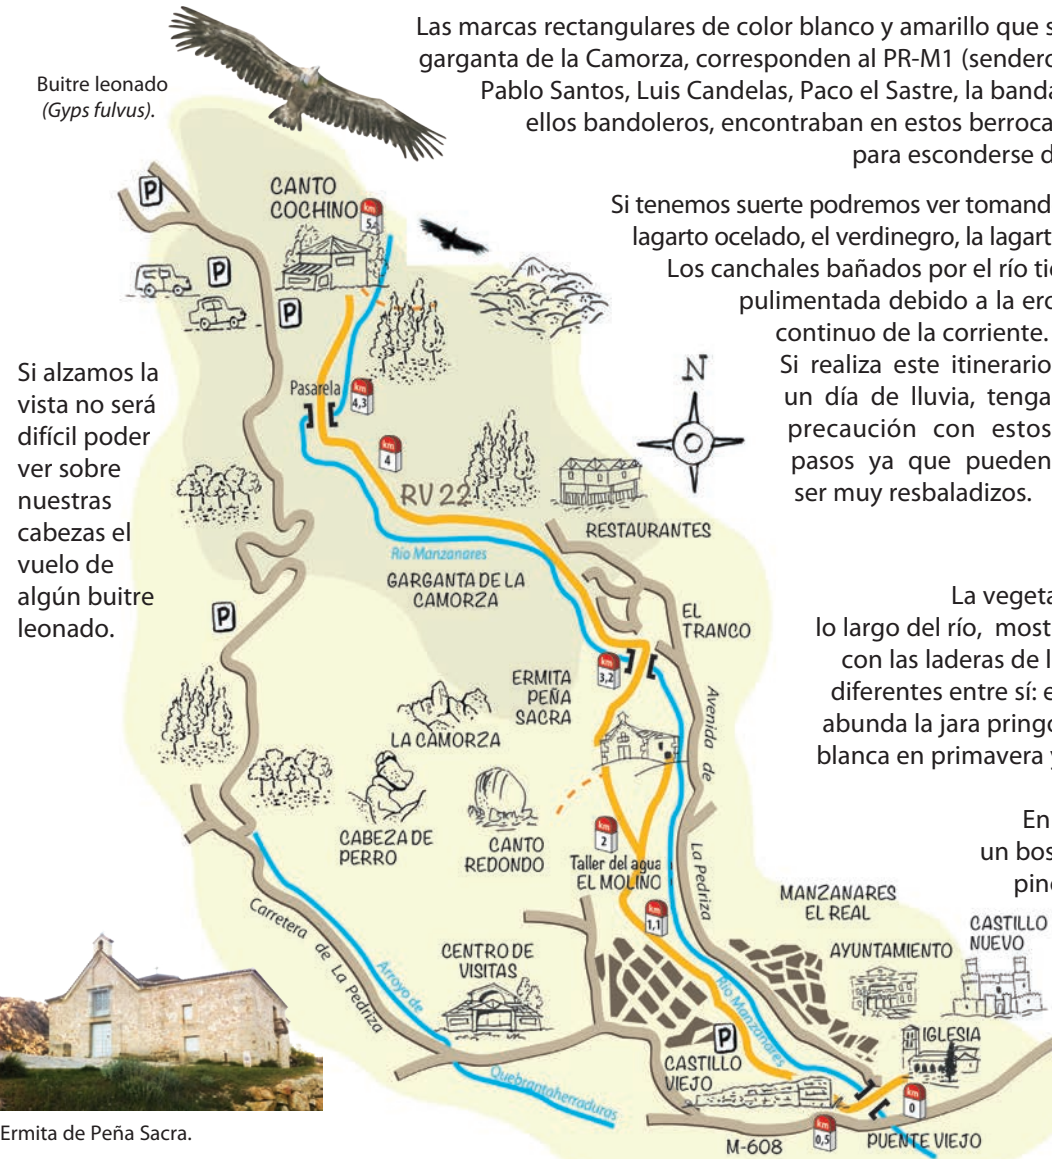 Las marcas rectangulares de color blanco y amarillo que s
garganta de la Camorza, corresponden al PR-M1 (sendero
Pablo Santos, Luis Candelas, Paco el Sastre, la banda
ellos bandoleros, encontraban en estos berroca
para esconderse d
Buitre leonado
(Gyps fulvus).
Si tenemos suerte podremos ver tomand
lagarto ocelado, el verdinegro, la lagart
Los canchales bañados por el río tie
pulimentada debido a la ero
continuo de la corriente.
Si realiza este itinerario
un día de lluvia, tenga
precaución con estos
pasos ya que pueden
ser muy resbaladizos.
Si alzamos la
vista no será
difícil poder
ver sobre
nuestras
cabezas el
vuelo de
algún buitre
leonado.
La vegeta
lo largo del río, most
con las laderas de l
diferentes entre sí: e
abunda la jara pringo
blanca en primavera y
En
un bos
pino
P
P
P
CANTO
COCHINO
km
5,
N
Pasarela
km
4,3
km
4
RV 22
RESTAURANTES
Río Manzanares
GARGANTA DE LA
CAMORZA
P
EL
TRANCO
km
3,2
ERMITA
PEÑA
SACRA
Avenida de La Pedriza
LA CAMORZA
CABEZA DE
PERRO
CANTO
REDONDO
km
2
Taller del agua
EL MOLINO
km
1,1
MANZANARES
EL REAL
CASTILLO
NUEVO
AYUNTAMIENTO
Carretera de La Pedriza
Arroyo de
Quebrantaherraduras
CENTRO DE
VISITAS
Río Manzanares
P
IGLESIA
CASTILLO
VIEJO
km
0
km
0,5
M-608
PUENTE VIEJO
Ermita de Peña Sacra.